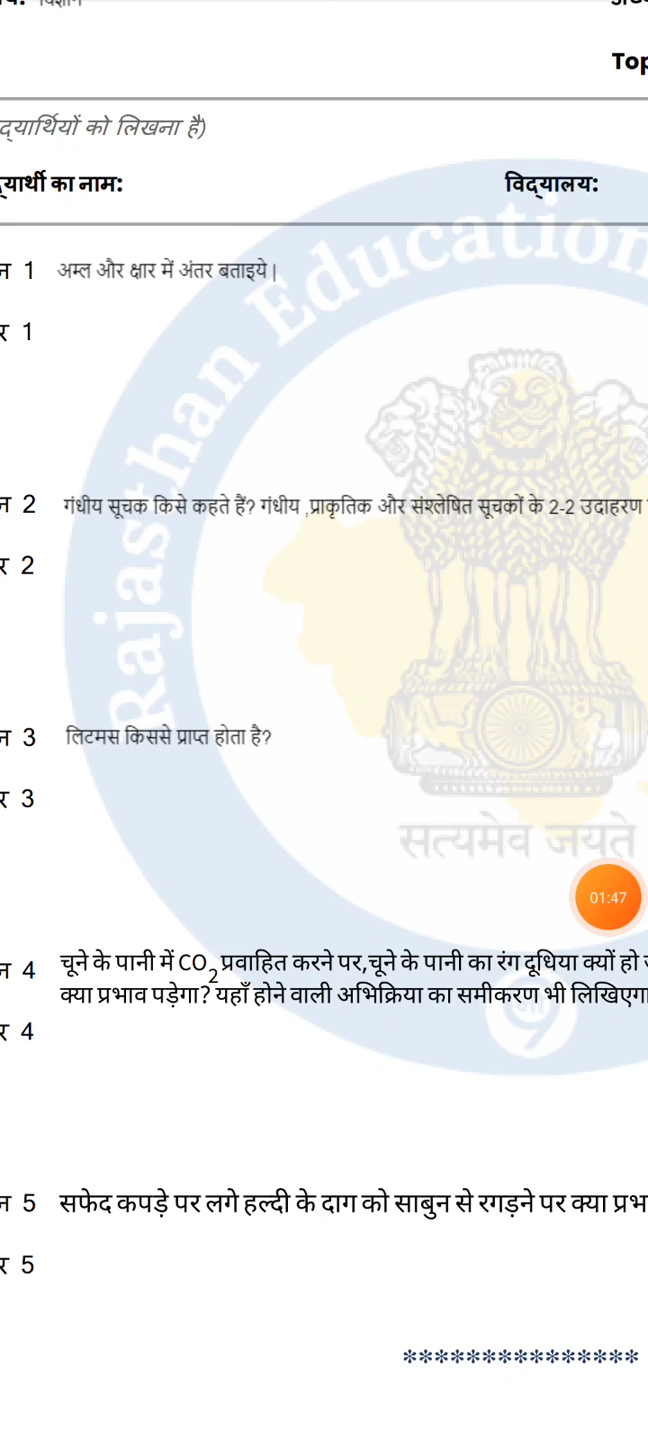 विज्ञान
Top
द्यार्थियों को लिखना है)
्यार्थी का नाम: विद्यालय:
न 1 अम्ल और क्षार में अंतर बताइये |
र 1
न 2 गंधीय सूचक किसे कहते हैं? गंधीय ,प्राकृतिक और संश्लेषित सूचकों के 2-2 उदाहरण
र 2
न 3 लिटमस किससे प्राप्त होता है?
र 3
न 4 चूने के पानी में CO2 प्रवाहित करने पर,चूने के पानी का रंग दूधिया क्यों हो
क्या प्रभाव पड़ेगा? यहाँ होने वाली अभिक्रिया का समीकरण भी लिखिएगा
र 4
न 5 सफेद कपड़े पर लगे हल्दी के दाग को साबुन से रगड़ने पर क्या प्रभ
र 5
***************
Rajasthan Education
सत्यमेव जयते
01:47